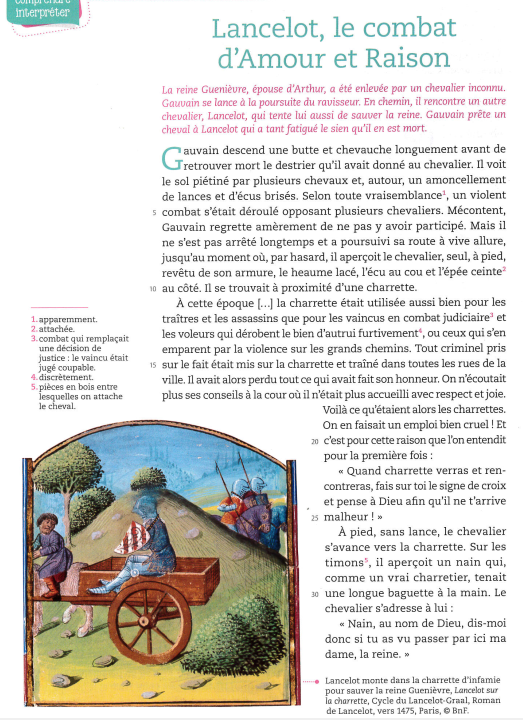 comprendre
interpréter
Lancelot, le combat
d'Amour et Raison
La reine Guenièvre, épouse d'Arthur, a été enlevée par un chevalier inconnu.
Gauvain se lance à la poursuite du ravisseur. En chemin, il rencontre un autre
chevalier, Lancelot, qui tente lui aussi de sauver la reine. Gauvain prête un
cheval à Lancelot qui a tant fatigué le sien qu'il en est mort.
Gauvain descend une butte et chevauche longuement avant de
retrouver mort le destrier qu'il avait donné au chevalier. Il voit
le sol piétiné par plusieurs chevaux et, autour, un amoncellement
de lances et d'écus brisés. Selon toute vraisemblance¹, un violent
5 combat s'était déroulé opposant plusieurs chevaliers. Mécontent,
Gauvain regrette amèrement de ne pas y avoir participé. Mais il
ne s'est pas arrêté longtemps et a poursuivi sa route à vive allure,
jusqu'au moment où, par hasard, il aperçoit le chevalier, seul, à pied,
revêtu de son armure, le heaume lacé, l'écu au cou et l'épée ceinte²
10 au côté. Il se trouvait à proximité d'une charrette.
À cette époque […] la charrette était utilisée aussi bien pour les
traîtres et les assassins que pour les vaincus en combat judiciaire³ et
les voleurs qui dérobent le bien d'autrui furtivement⁴, ou ceux qui s'en
emparent par la violence sur les grands chemins. Tout criminel pris
15 sur le fait était mis sur la charrette et traîné dans toutes les rues de la
ville. Il avait alors perdu tout ce qui avait fait son honneur. On n'écoutait
plus ses conseils à la cour où il n'était plus accueilli avec respect et joie.
Voilà ce qu'étaient alors les charrettes.
On en faisait un emploi bien cruel ! Et
20 c'est pour cette raison que l'on entendit
pour la première fois :
« Quand charrette verras et ren-
contreras, fais sur toi le signe de croix
et pense à Dieu afin qu'il ne t'arrive
25 malheur ! »
À pied, sans lance, le chevalier
s'avance vers la charrette. Sur les
timons⁵, il aperçoit un nain qui,
comme un vrai charretier, tenait
30 une longue baguette à la main. Le
chevalier s'adresse à lui :
« Nain, au nom de Dieu, dis-moi
donc si tu as vu passer par ici ma
dame, la reine. »
1. apparemment.
2. attachée.
3. combat qui remplaçait
une décision de
justice : le vaincu était
jugé coupable.
4. discrètement.
5. pièces en bois entre
lesquelles on attache
le cheval.
Lancelot monte dans la charrette d'infamie
pour sauver la reine Guenièvre, Lancelot sur
la charrette, Cycle du Lancelot-Graal, Roman
de Lancelot, vers 1475, Paris, © BnF.